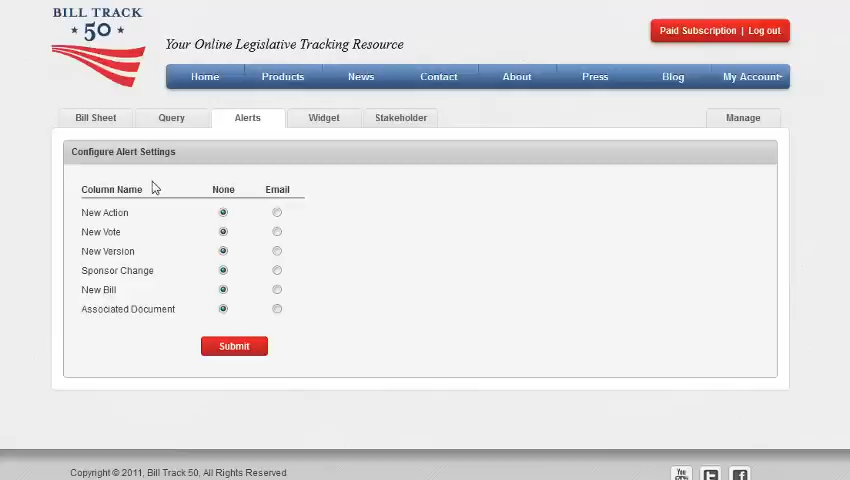 BILL TRACK
50
Your Online Legislative Tracking Resource
Paid Subscription | Log out
Home Products News Contact About Press Blog My Account
Bill Sheet Query Alerts Widget Stakeholder Manage
Configure Alert Settings
Column Name None Email
New Action
New Vote
New Version
Sponsor Change
New Bill
Associated Document
Submit
Copyright © 2011, Bill Track 50, All Rights Reserved.
You